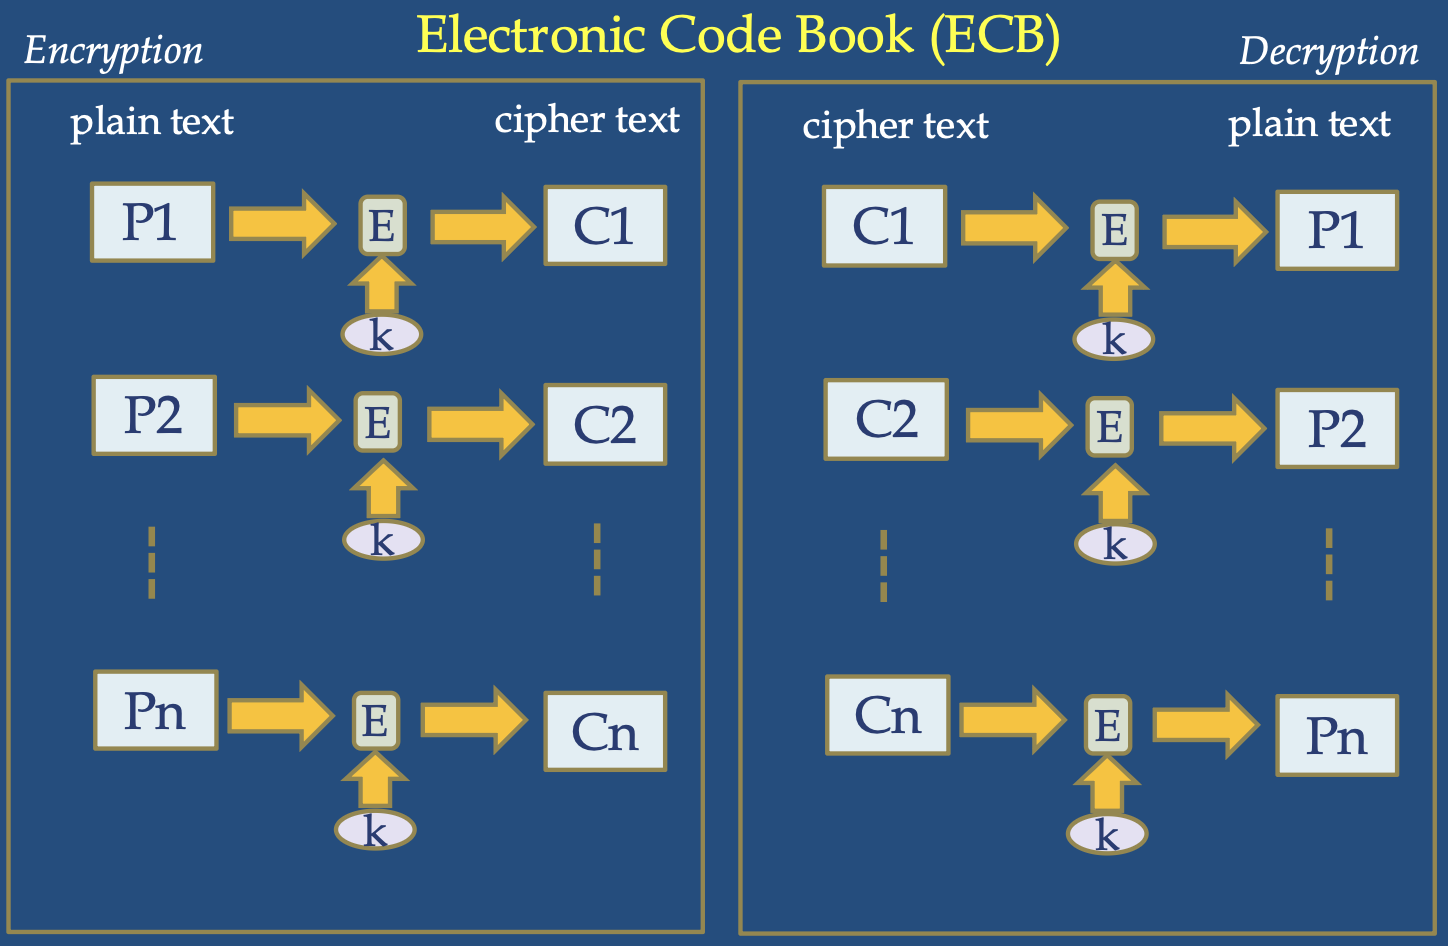 Electronic Code Book (ECB)
Encryption
plain text
cipher text
P1
E
C1
k
P2
E
C2
k
Pn
E
Cn
k
Decryption
cipher text
plain text
C1
E
P1
k
C2
E
P2
k
Cn
E
Pn
k